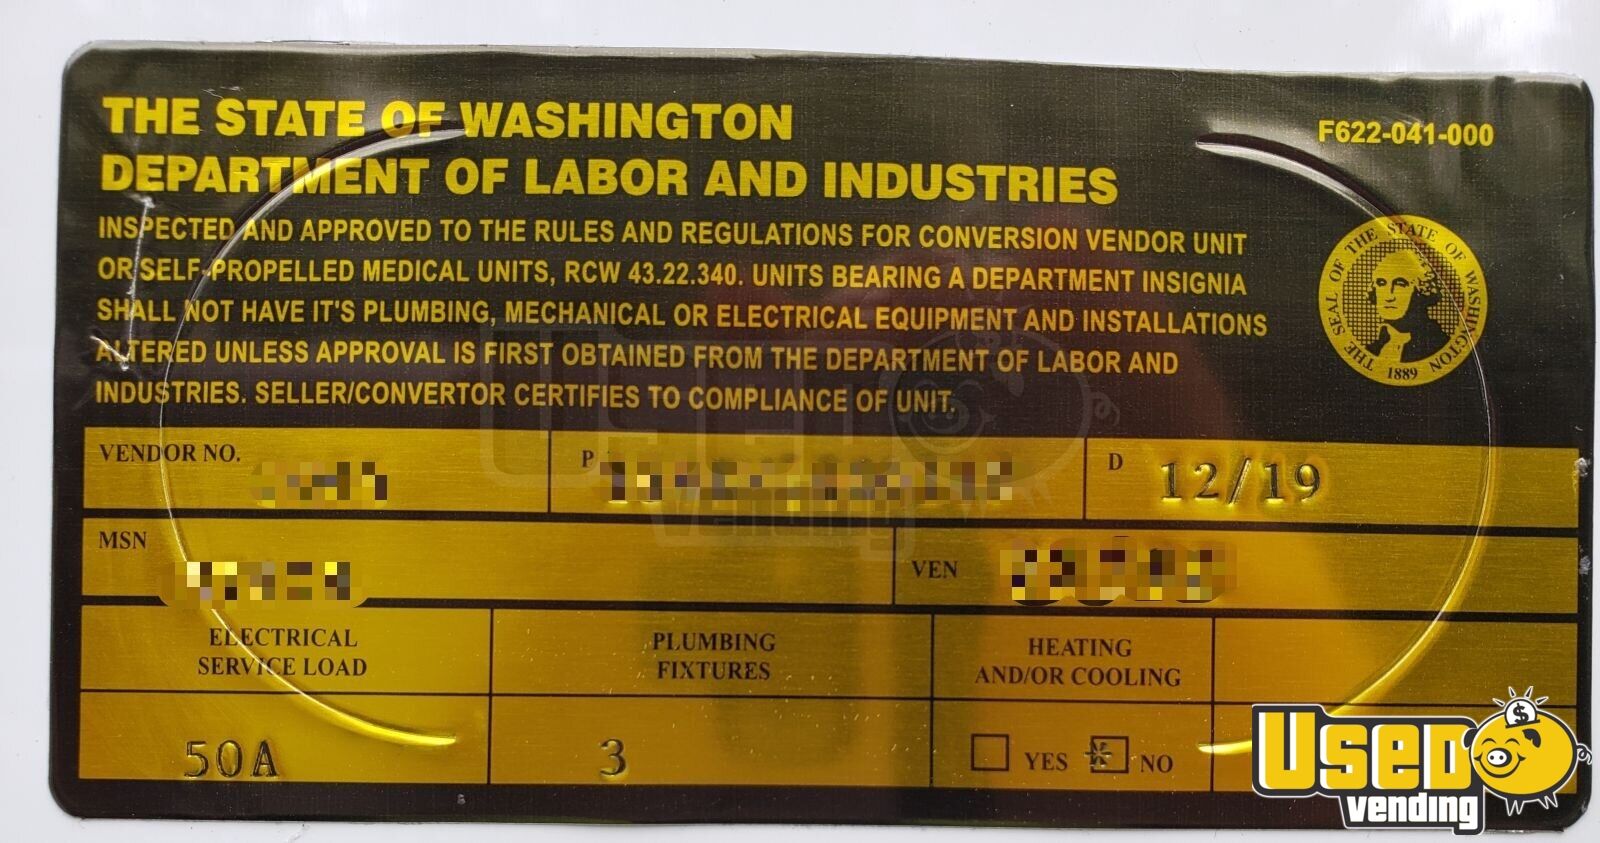 THE STATE OF WASHINGTON
F622-041-000
DEPARTMENT OF LABOR AND INDUSTRIES
INSPECTED AND APPROVED TO THE RULES AND REGULATIONS FOR CONVERSION VENDOR UNIT
OR SELF-PROPELLED MEDICAL UNITS, RCW 43.22.340. UNITS BEARING A DEPARTMENT INSIGNIA
SHALL NOT HAVE IT'S PLUMBING, MECHANICAL OR ELECTRICAL EQUIPMENT AND INSTALLATIONS
ALTERED UNLESS APPROVAL IS FIRST OBTAINED FROM THE DEPARTMENT OF LABOR AND
INDUSTRIES. SELLER/CONVERTOR CERTIFIES TO COMPLIANCE OF UNIT.
THE SEAL OF THE STATE OF WASHINGTON
1889
VENDOR NO.
P
D 12/19
MSN
VEN
ELECTRICAL
SERVICE LOAD
PLUMBING
FIXTURES
HEATING
AND/OR COOLING
50A
3
YES NO
USED
vending
USED
vending